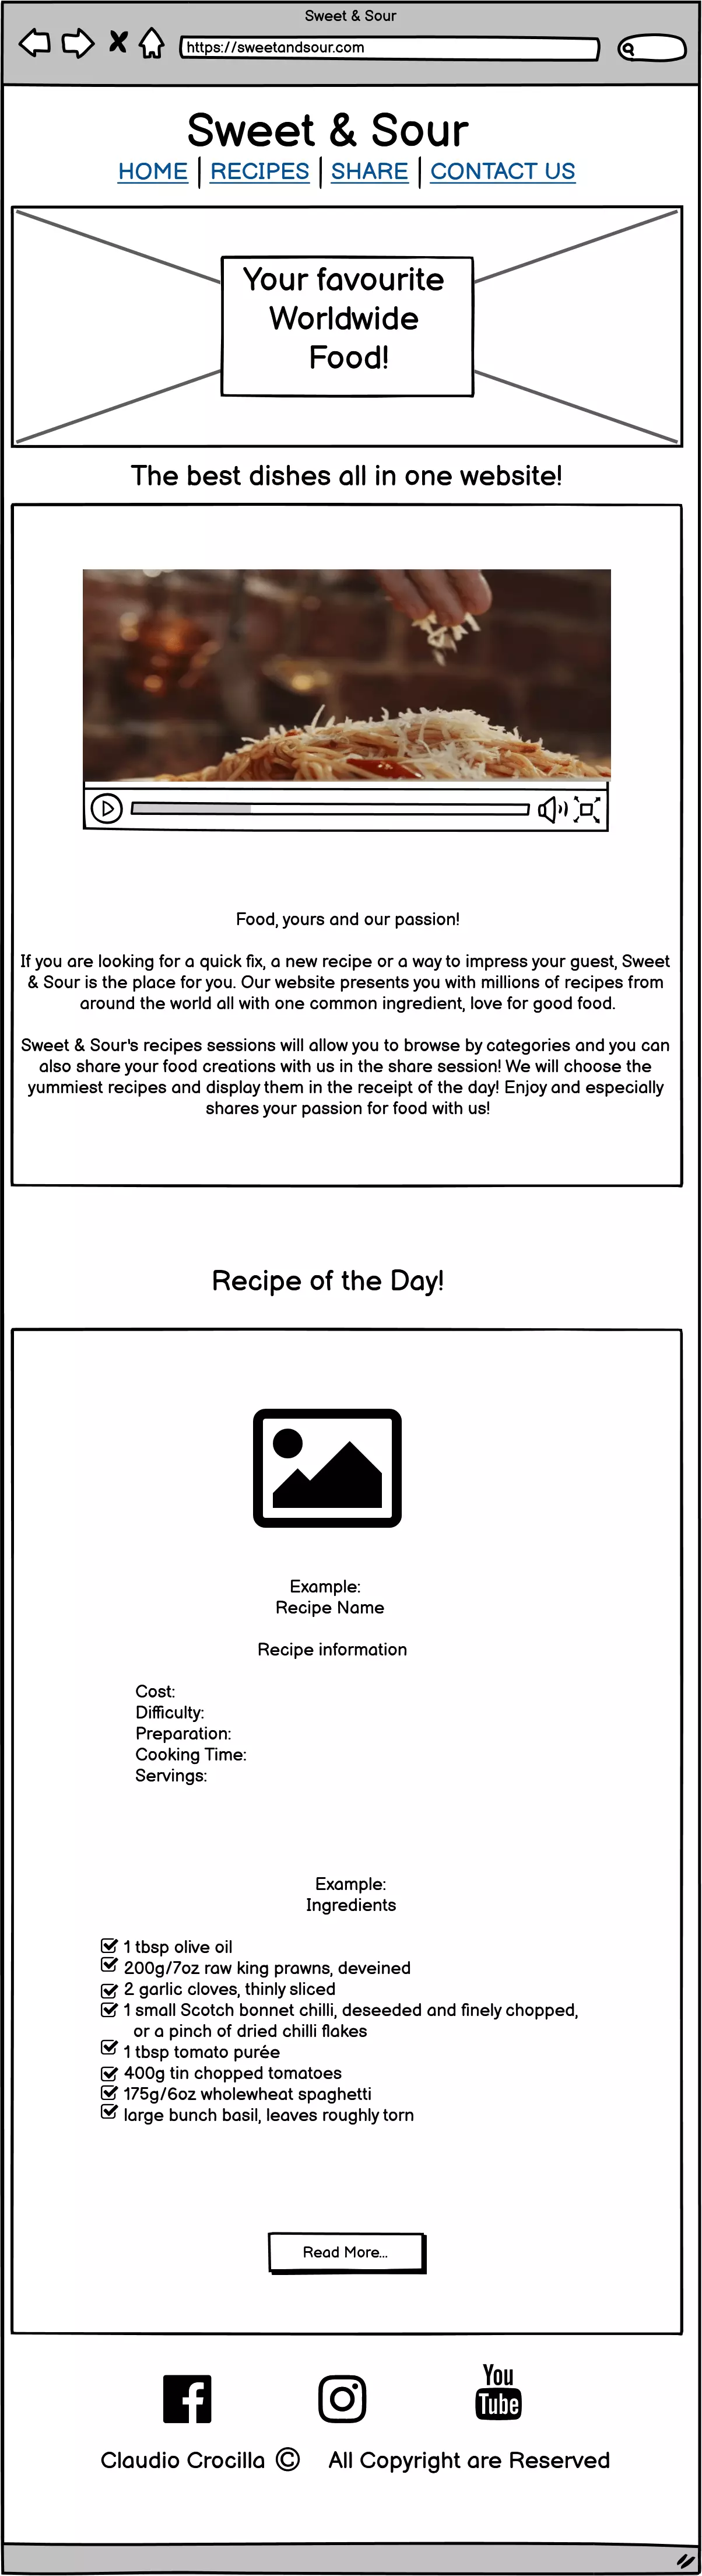 Sweet & Sour
https://sweetandsour.com
Sweet & Sour
HOME | RECIPES | SHARE | CONTACT US
Your favourite
Worldwide
Food!
The best dishes all in one website!
Food, yours and our passion!
If you are looking for a quick fix, a new recipe or a way to impress your guest, Sweet
& Sour is the place for you. Our website presents you with millions of recipes from
around the world all with one common ingredient, love for good food.
Sweet & Sour's recipes sessions will allow you to browse by categories and you can
also share your food creations with us in the share session! We will choose the
yummiest recipes and display them in the receipt of the day! Enjoy and especially
shares your passion for food with us!
Recipe of the Day!
Example:
Recipe Name
Recipe information
Cost:
Difficulty:
Preparation:
Cooking Time:
Servings:
Example:
Ingredients
1 tbsp olive oil
200g/7oz raw king prawns, deveined
2 garlic cloves, thinly sliced
1 small Scotch bonnet chilli, deseeded and finely chopped,
or a pinch of dried chilli flakes
1 tbsp tomato purée
400g tin chopped tomatoes
175g/6oz wholewheat spaghetti
large bunch basil, leaves roughly torn
Read More...
You
Tube
Claudio Crocilla © All Copyright are Reserved